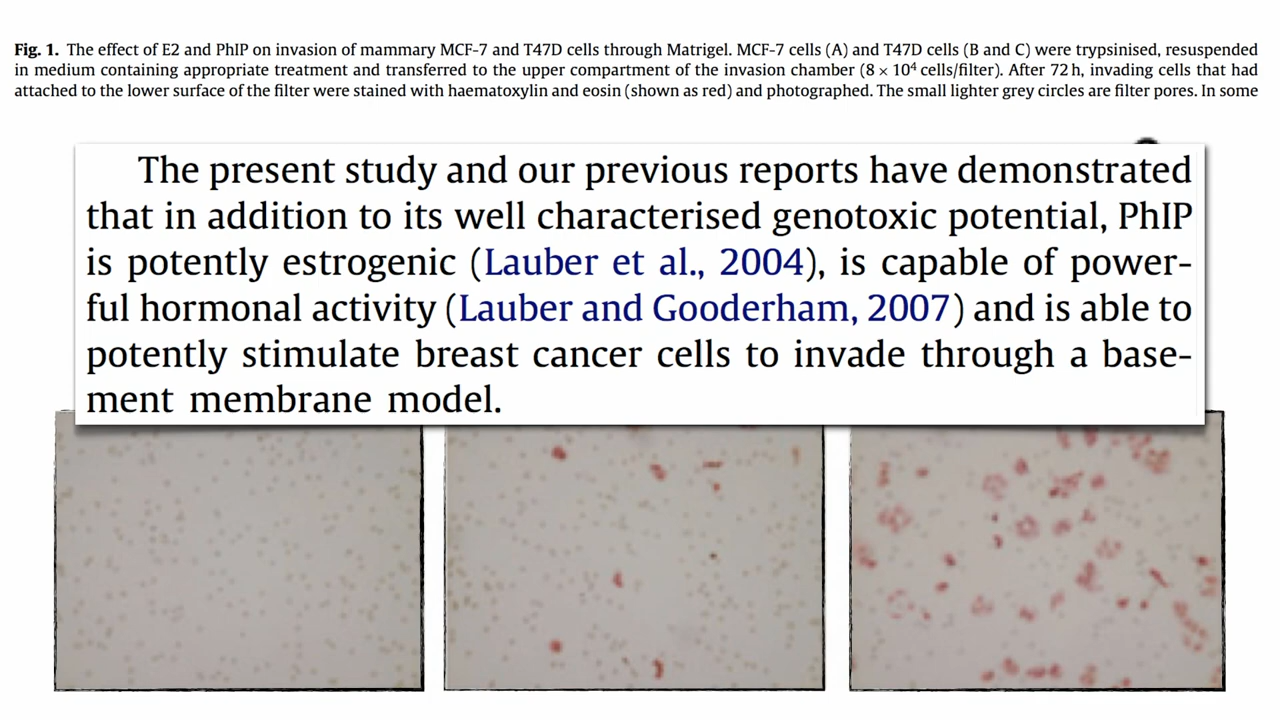 Fig. 1. The effect of E2 and PhIP on invasion of mammary MCF-7 and T47D cells through Matrigel. MCF-7 cells (A) and T47D cells (B and C) were trypsinised, resuspended
in medium containing appropriate treatment and transferred to the upper compartment of the invasion chamber (8 × 10⁴ cells/filter). After 72 h, invading cells that had
attached to the lower surface of the filter were stained with haematoxylin and eosin (shown as red) and photographed. The small lighter grey circles are filter pores. In some
The present study and our previous reports have demonstrated
that in addition to its well characterised genotoxic potential, PhIP
is potently estrogenic (Lauber et al., 2004), is capable of power-
ful hormonal activity (Lauber and Gooderham, 2007) and is able to
potently stimulate breast cancer cells to invade through a base-
ment membrane model.